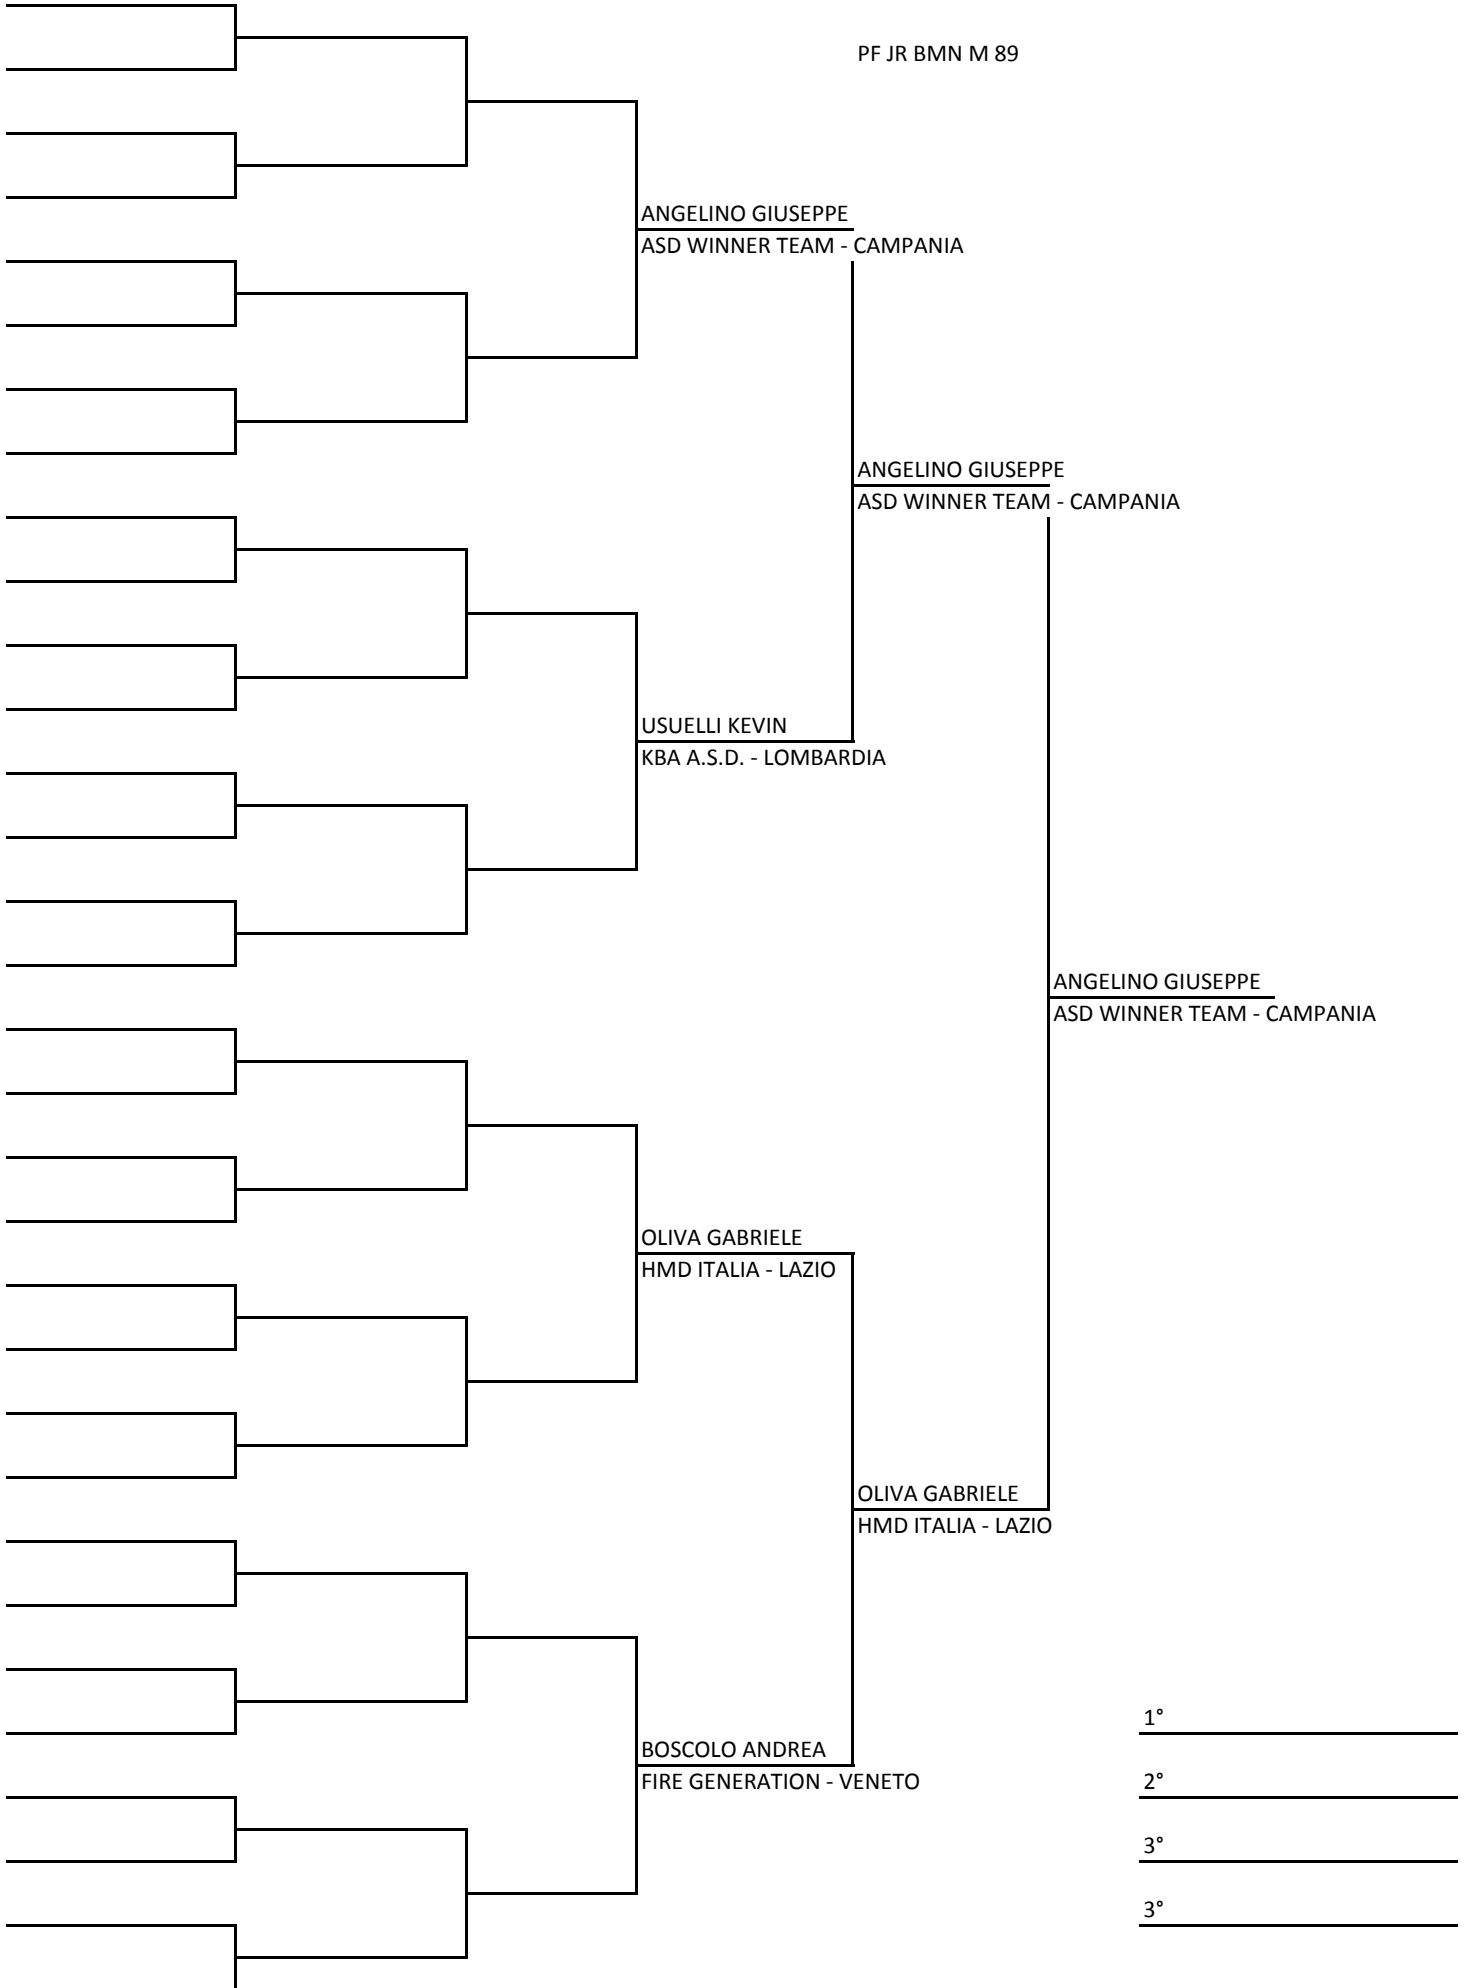 PF JR BMN M 89
ANGELINO GIUSEPPE
ASD WINNER TEAM - CAMPANIA
ANGELINO GIUSEPPE
ASD WINNER TEAM - CAMPANIA
USUELLI KEVIN
KBA A.S.D. - LOMBARDIA
ANGELINO GIUSEPPE
ASD WINNER TEAM - CAMPANIA
OLIVA GABRIELE
HMD ITALIA - LAZIO
OLIVA GABRIELE
HMD ITALIA - LAZIO
BOSCOLO ANDREA
FIRE GENERATION - VENETO
1°
2°
3°
3°